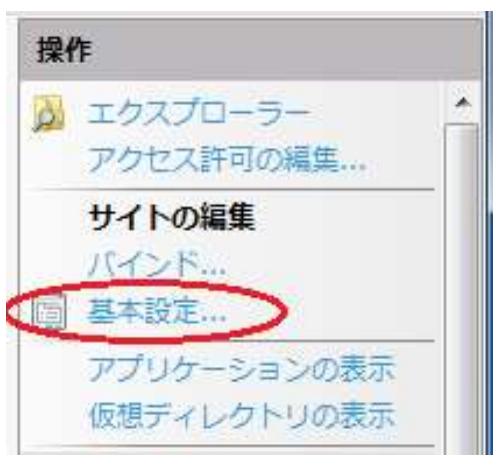 操作
エクスプローラー
アクセス許可の編集...
サイトの編集
バインド...
基本設定...
アプリケーションの表示
仮想ディレクトリの表示